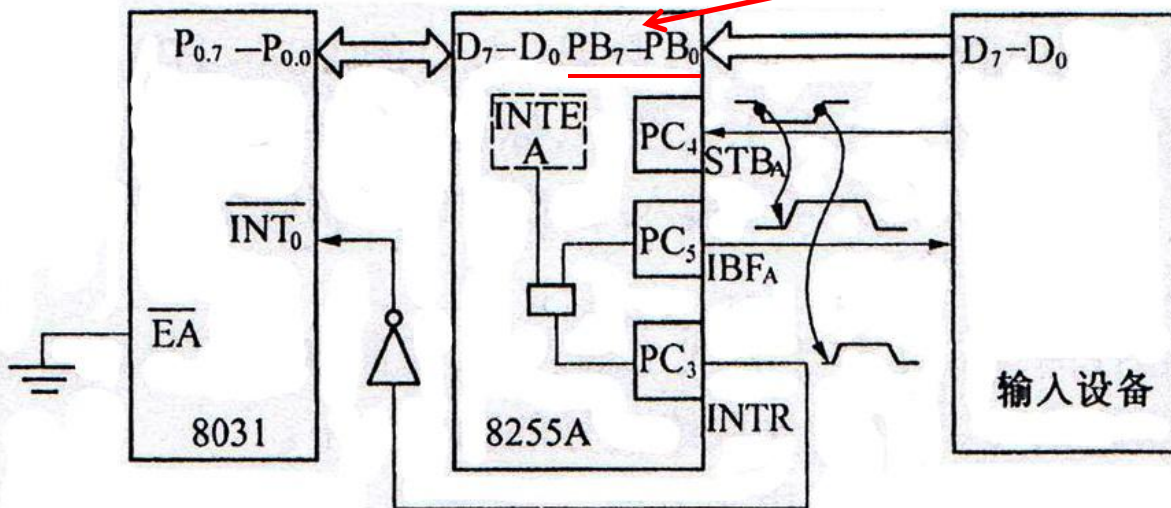 P0.7 – P0.0
D7–D0 PB7–PB0
D7–D0
INTE
A
PC4
STBA
INT0
PC5
IBFA
EA
PC3
INTR
输入设备
8031
8255A